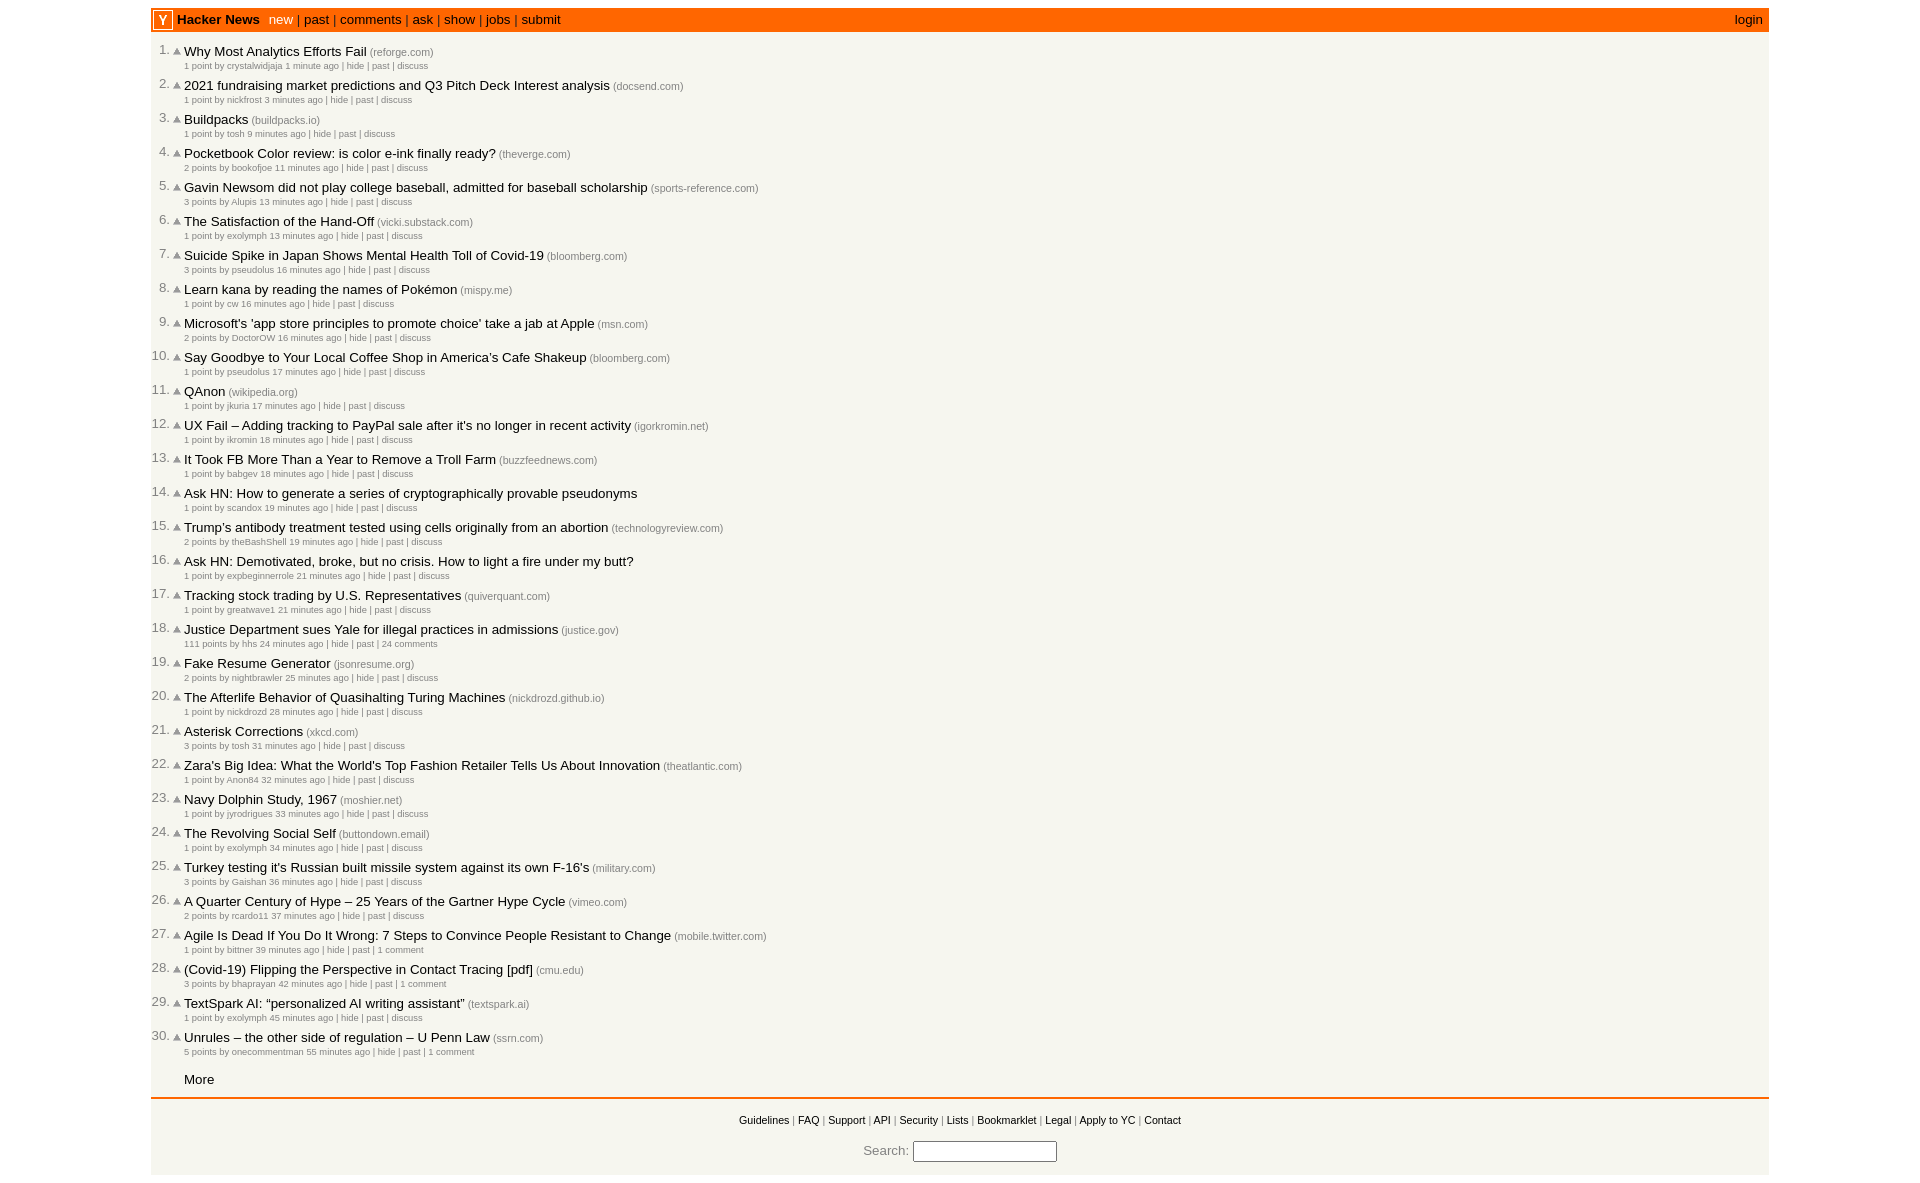 Y Hacker News new | past | comments | ask | show | jobs | submit login
1. Why Most Analytics Efforts Fail (reforge.com)
1 point by crystalwidjaja 1 minute ago | hide | past | discuss
2. 2021 fundraising market predictions and Q3 Pitch Deck Interest analysis (docsend.com)
1 point by nickfrost 3 minutes ago | hide | past | discuss
3. Buildpacks (buildpacks.io)
1 point by tosh 9 minutes ago | hide | past | discuss
4. Pocketbook Color review: is color e-ink finally ready? (theverge.com)
2 points by bookofjoe 11 minutes ago | hide | past | discuss
5. Gavin Newsom did not play college baseball, admitted for baseball scholarship (sports-reference.com)
3 points by Alupis 13 minutes ago | hide | past | discuss
6. The Satisfaction of the Hand-Off (vicki.substack.com)
1 point by exolymph 13 minutes ago | hide | past | discuss
7. Suicide Spike in Japan Shows Mental Health Toll of Covid-19 (bloomberg.com)
3 points by pseudolus 16 minutes ago | hide | past | discuss
8. Learn kana by reading the names of Pokémon (mispy.me)
1 point by cw 16 minutes ago | hide | past | discuss
9. Microsoft's 'app store principles to promote choice' take a jab at Apple (msn.com)
2 points by DoctorOW 16 minutes ago | hide | past | discuss
10. Say Goodbye to Your Local Coffee Shop in America’s Cafe Shakeup (bloomberg.com)
1 point by pseudolus 17 minutes ago | hide | past | discuss
11. QAnon (wikipedia.org)
1 point by jkuria 17 minutes ago | hide | past | discuss
12. UX Fail – Adding tracking to PayPal sale after it's no longer in recent activity (igorkromin.net)
1 point by ikromin 18 minutes ago | hide | past | discuss
13. It Took FB More Than a Year to Remove a Troll Farm (buzzfeednews.com)
1 point by babgev 18 minutes ago | hide | past | discuss
14. Ask HN: How to generate a series of cryptographically provable pseudonyms
1 point by scandox 19 minutes ago | hide | past | discuss
15. Trump’s antibody treatment tested using cells originally from an abortion (technologyreview.com)
2 points by theBashShell 19 minutes ago | hide | past | discuss
16. Ask HN: Demotivated, broke, but no crisis. How to light a fire under my butt?
1 point by expbeginnerrole 21 minutes ago | hide | past | discuss
17. Tracking stock trading by U.S. Representatives (quiverquant.com)
1 point by greatwave1 21 minutes ago | hide | past | discuss
18. Justice Department sues Yale for illegal practices in admissions (justice.gov)
111 points by hhs 24 minutes ago | hide | past | 24 comments
19. Fake Resume Generator (jsonresume.org)
2 points by nightbrawler 25 minutes ago | hide | past | discuss
20. The Afterlife Behavior of Quasihalting Turing Machines (nickdrozd.github.io)
1 point by nickdrozd 28 minutes ago | hide | past | discuss
21. Asterisk Corrections (xkcd.com)
3 points by tosh 31 minutes ago | hide | past | discuss
22. Zara's Big Idea: What the World's Top Fashion Retailer Tells Us About Innovation (theatlantic.com)
1 point by Anon84 32 minutes ago | hide | past | discuss
23. Navy Dolphin Study, 1967 (moshier.net)
1 point by jyrodrigues 33 minutes ago | hide | past | discuss
24. The Revolving Social Self (buttondown.email)
1 point by exolymph 34 minutes ago | hide | past | discuss
25. Turkey testing it's Russian built missile system against its own F-16's (military.com)
3 points by Gaishan 36 minutes ago | hide | past | discuss
26. A Quarter Century of Hype – 25 Years of the Gartner Hype Cycle (vimeo.com)
2 points by rcardo11 37 minutes ago | hide | past | discuss
27. Agile Is Dead If You Do It Wrong: 7 Steps to Convince People Resistant to Change (mobile.twitter.com)
1 point by bittner 39 minutes ago | hide | past | 1 comment
28. (Covid-19) Flipping the Perspective in Contact Tracing [pdf] (cmu.edu)
3 points by bhaprayan 42 minutes ago | hide | past | 1 comment
29. TextSpark AI: “personalized AI writing assistant” (textspark.ai)
1 point by exolymph 45 minutes ago | hide | past | discuss
30. Unrules – the other side of regulation – U Penn Law (ssrn.com)
5 points by onecommentman 55 minutes ago | hide | past | 1 comment
More
Guidelines | FAQ | Support | API | Security | Lists | Bookmarklet | Legal | Apply to YC | Contact
Search: